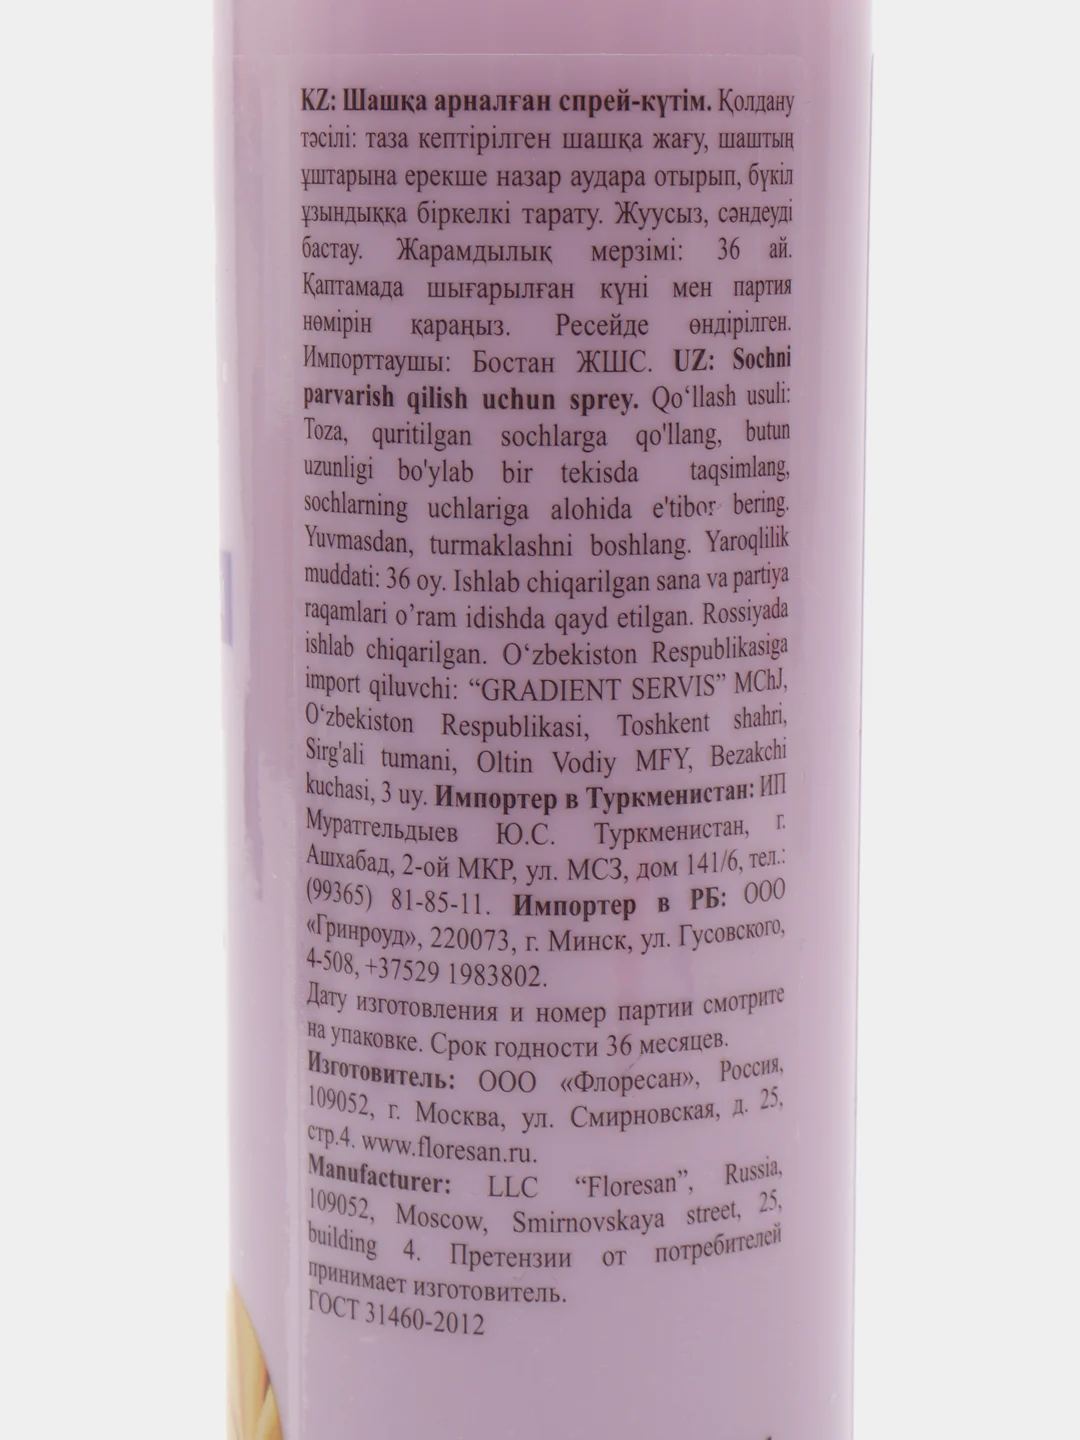 KZ: Шашқа арналған спрей-күтім. Қолдану
тәсілі: таза кептірілген шашқа жағу, шаштың
ұштарына ерекше назар аудара отырып, бүкіл
ұзындыққа біркелкі тарату. Жуусыз, сәндеуді
бастау. Жарамдылық мерзімі: 36 ай.
Қаптамада шығарылған күні мен партия
нөмірін қараңыз. Ресейде өндірілген.
Импорттаушы: Бостан ЖШС. UZ: Sochni
parvarish qilish uchun sprey. Qo‘llash usuli:
Toza, quritilgan sochlarga qo'llang, butun
uzunligi bo'ylab bir tekisda taqsimlang,
sochlarning uchlariga alohida e'tibor bering.
Yuvmasdan, turmaklashni boshlang. Yaroqlilik
muddati: 36 oy. Ishlab chiqarilgan sana va partiya
raqamlari o’ram idishda qayd etilgan. Rossiyada
ishlab chiqarilgan. O‘zbekiston Respublikasiga
import qiluvchi: “GRADIENT SERVIS” MChJ,
O‘zbekiston Respublikasi, Toshkent shahri,
Sirg'ali tumani, Oltin Vodiy MFY, Bezakchi
kuchasi, 3 uy. Импортер в Туркменистан: ИП
Муратгельдыев Ю.С. Туркменистан, г.
Ашхабад, 2-ой МКР, ул. МСЗ, дом 141/6, тел.:
(99365) 81-85-11. Импортер в РБ: ООО
«Гринроуд», 220073, г. Минск, ул. Гусовского,
4-508, +37529 1983802.
Дату изготовления и номер партии смотрите
на упаковке. Срок годности 36 месяцев.
Изготовитель: ООО «Флоресан», Россия,
109052, г. Москва, ул. Смирновская, д. 25,
стр.4. www.floresan.ru.
Manufacturer: LLC “Floresan”, Russia,
109052, Moscow, Smirnovskaya street, 25,
building 4. Претензии от потребителей
принимает изготовитель.
ГОСТ 31460-2012